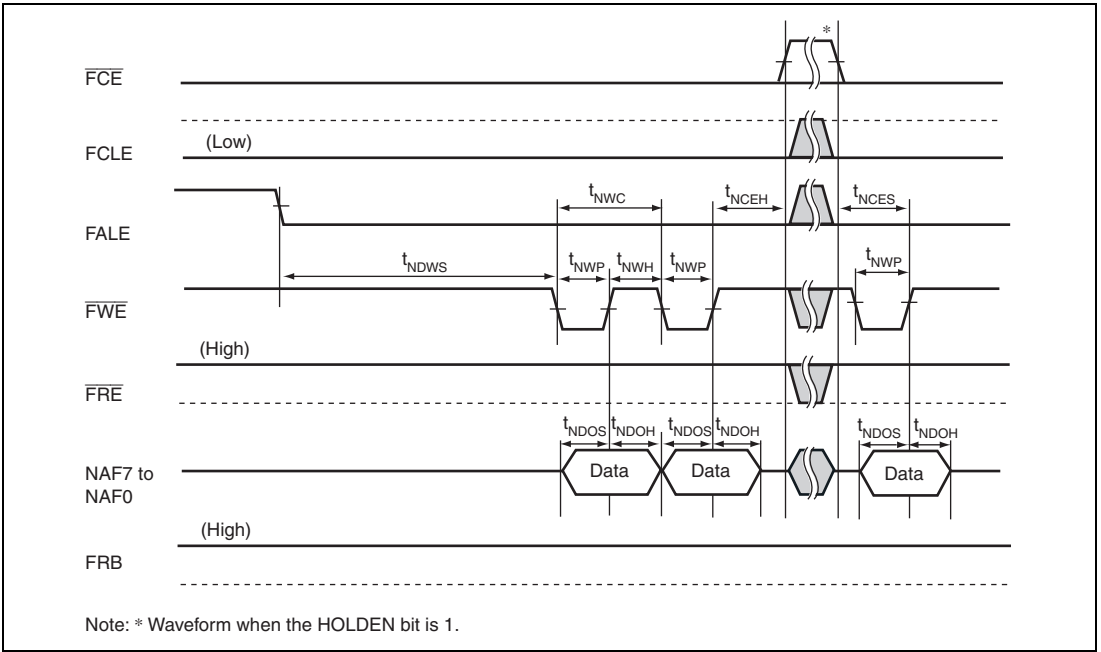 *
FCE
(Low)
FCLE
tNWC
tNCEH
tNCES
FALE
tNDWS
tNWP
tNWH
tNWP
tNWP
FWE
(High)
FRE
tNDOS
tNDOH
tNDOS
tNDOH
tNDOS
tNDOH
NAF7 to
NAF0
Data
Data
Data
(High)
FRB
Note: * Waveform when the HOLDEN bit is 1.